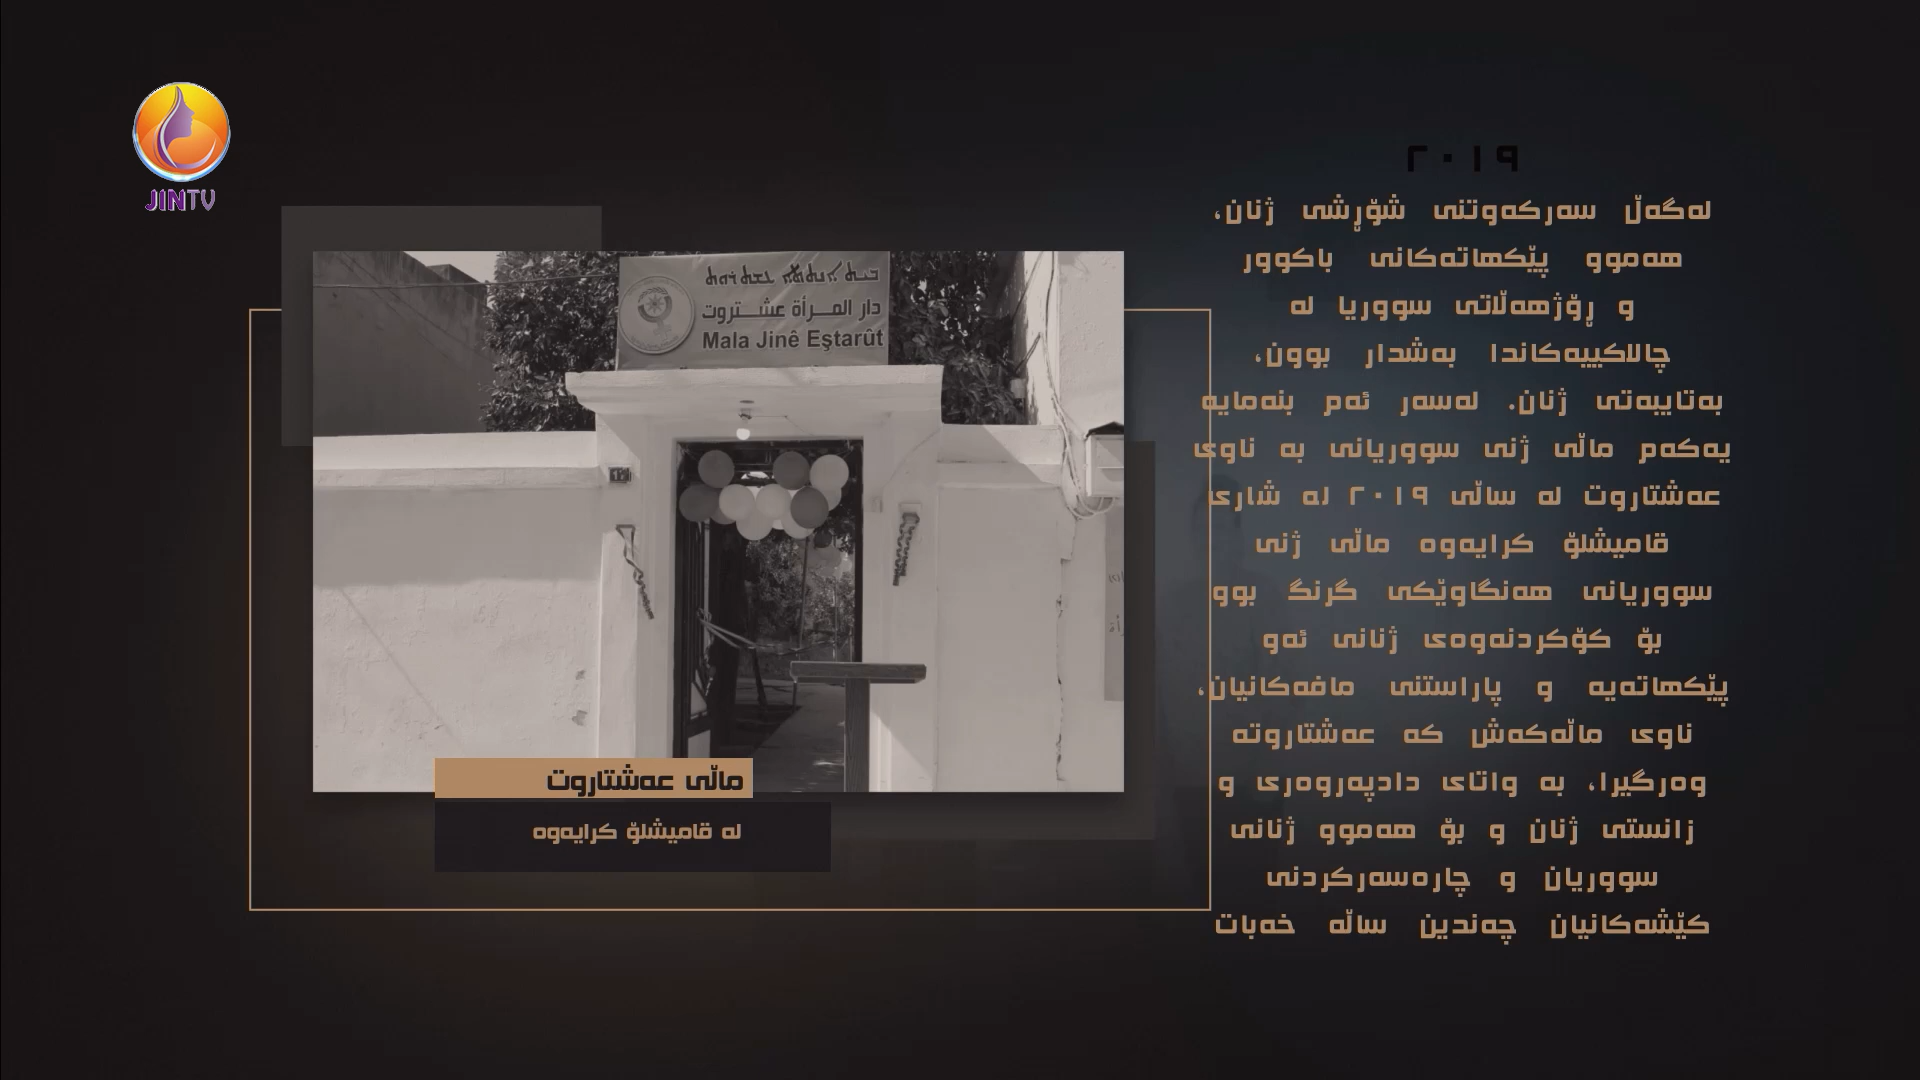 JINTV
دار المرأة عشتروت
Mala Jinê Eştarût
ماڵی عەشتاروت
لە قامیشلۆ کرایەوە
٢٠١٩
لەگەڵ سەرکەوتنی شۆڕشی ژنان،
هەموو پێکهاتەکانی باکوور
و ڕۆژهەڵاتی سووریا لە
چالاکییەکاندا بەشدار بوون،
بەتایبەتی ژنان. لەسەر ئەم بنەمایە
یەکەم ماڵی ژنی سووریانی بە ناوی
عەشتاروت لە ساڵی ٢٠١٩ لە شاری
قامیشلۆ کرایەوە ماڵی ژنی
سووریانی هەنگاوێکی گرنگ بوو
بۆ کۆکردنەوەی ژنانی ئەو
پێکهاتەیە و پاراستنی مافەکانیان،
ناوی ماڵەکەش کە عەشتاروتە
وەرگیرا، بە واتای دادپەروەری و
زانستی ژنان و بۆ هەموو ژنانی
سووریان و چارەسەرکردنی
کێشەکانیان چەندین ساڵە خەبات